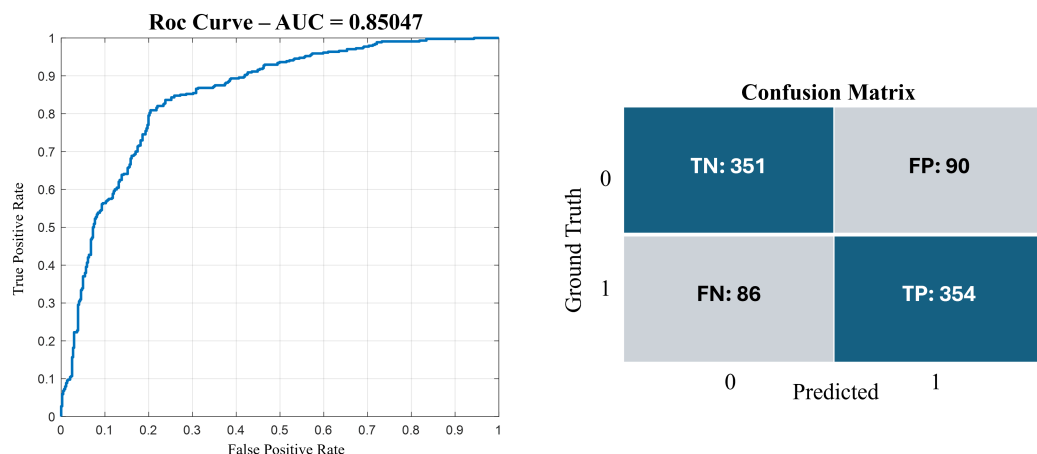 Roc Curve – AUC = 0.85047
1
0.9
0.8
0.7
0.6
0.5
0.4
0.3
0.2
0.1
0
True Positive Rate
0 0.1 0.2 0.3 0.4 0.5 0.6 0.7 0.8 0.9 1
False Positive Rate
Confusion Matrix
Ground Truth
0
TN: 351 FP: 90
1
FN: 86 TP: 354
0 1
Predicted